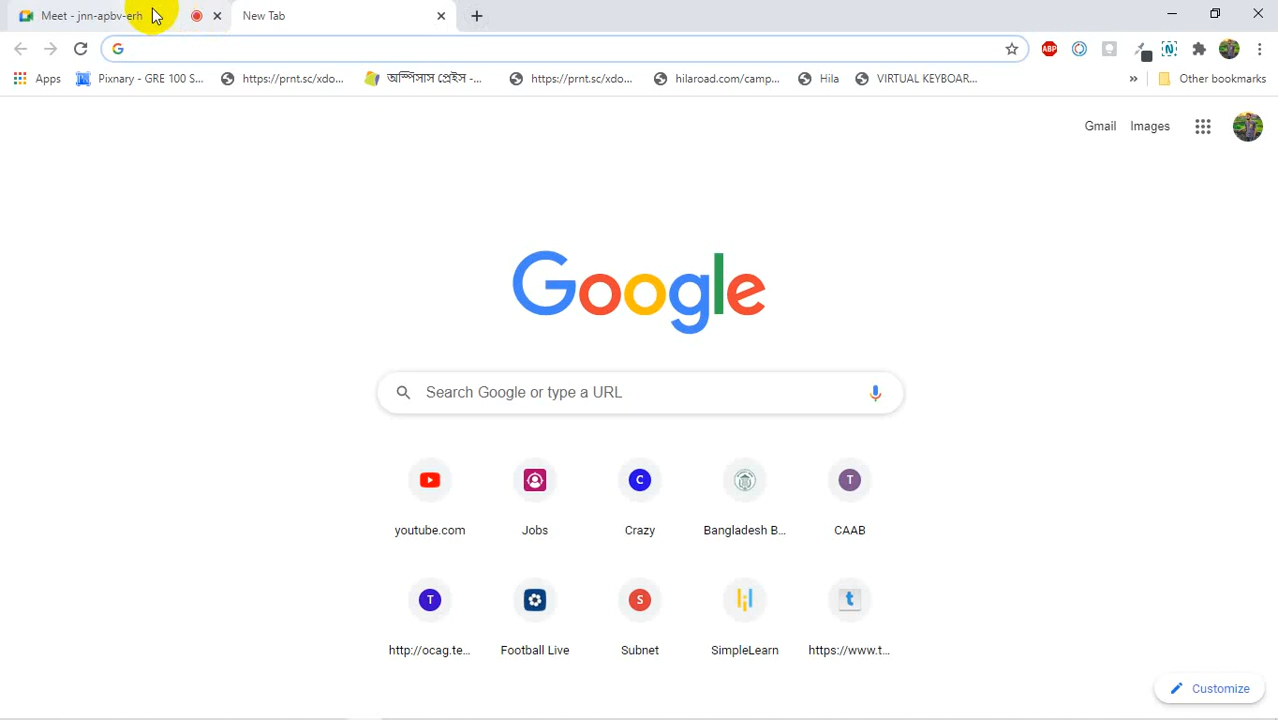 Meet - jnn-apbv-erh
New Tab
Apps
Pixnary - GRE 100 S...
https://prnt.sc/xdo...
অস্পিসাস প্রেইস - ...
https://prnt.sc/xdo...
hilaroad.com/camp...
Hila
VIRTUAL KEYBOAR...
»
Other bookmarks
ABP
N
Gmail
Images
Google
Search Google or type a URL
youtube.com
Jobs
C
Crazy
Bangladesh B...
T
CAAB
T
http://ocag.te...
Football Live
S
Subnet
SimpleLearn
t
https://www.t...
Customize